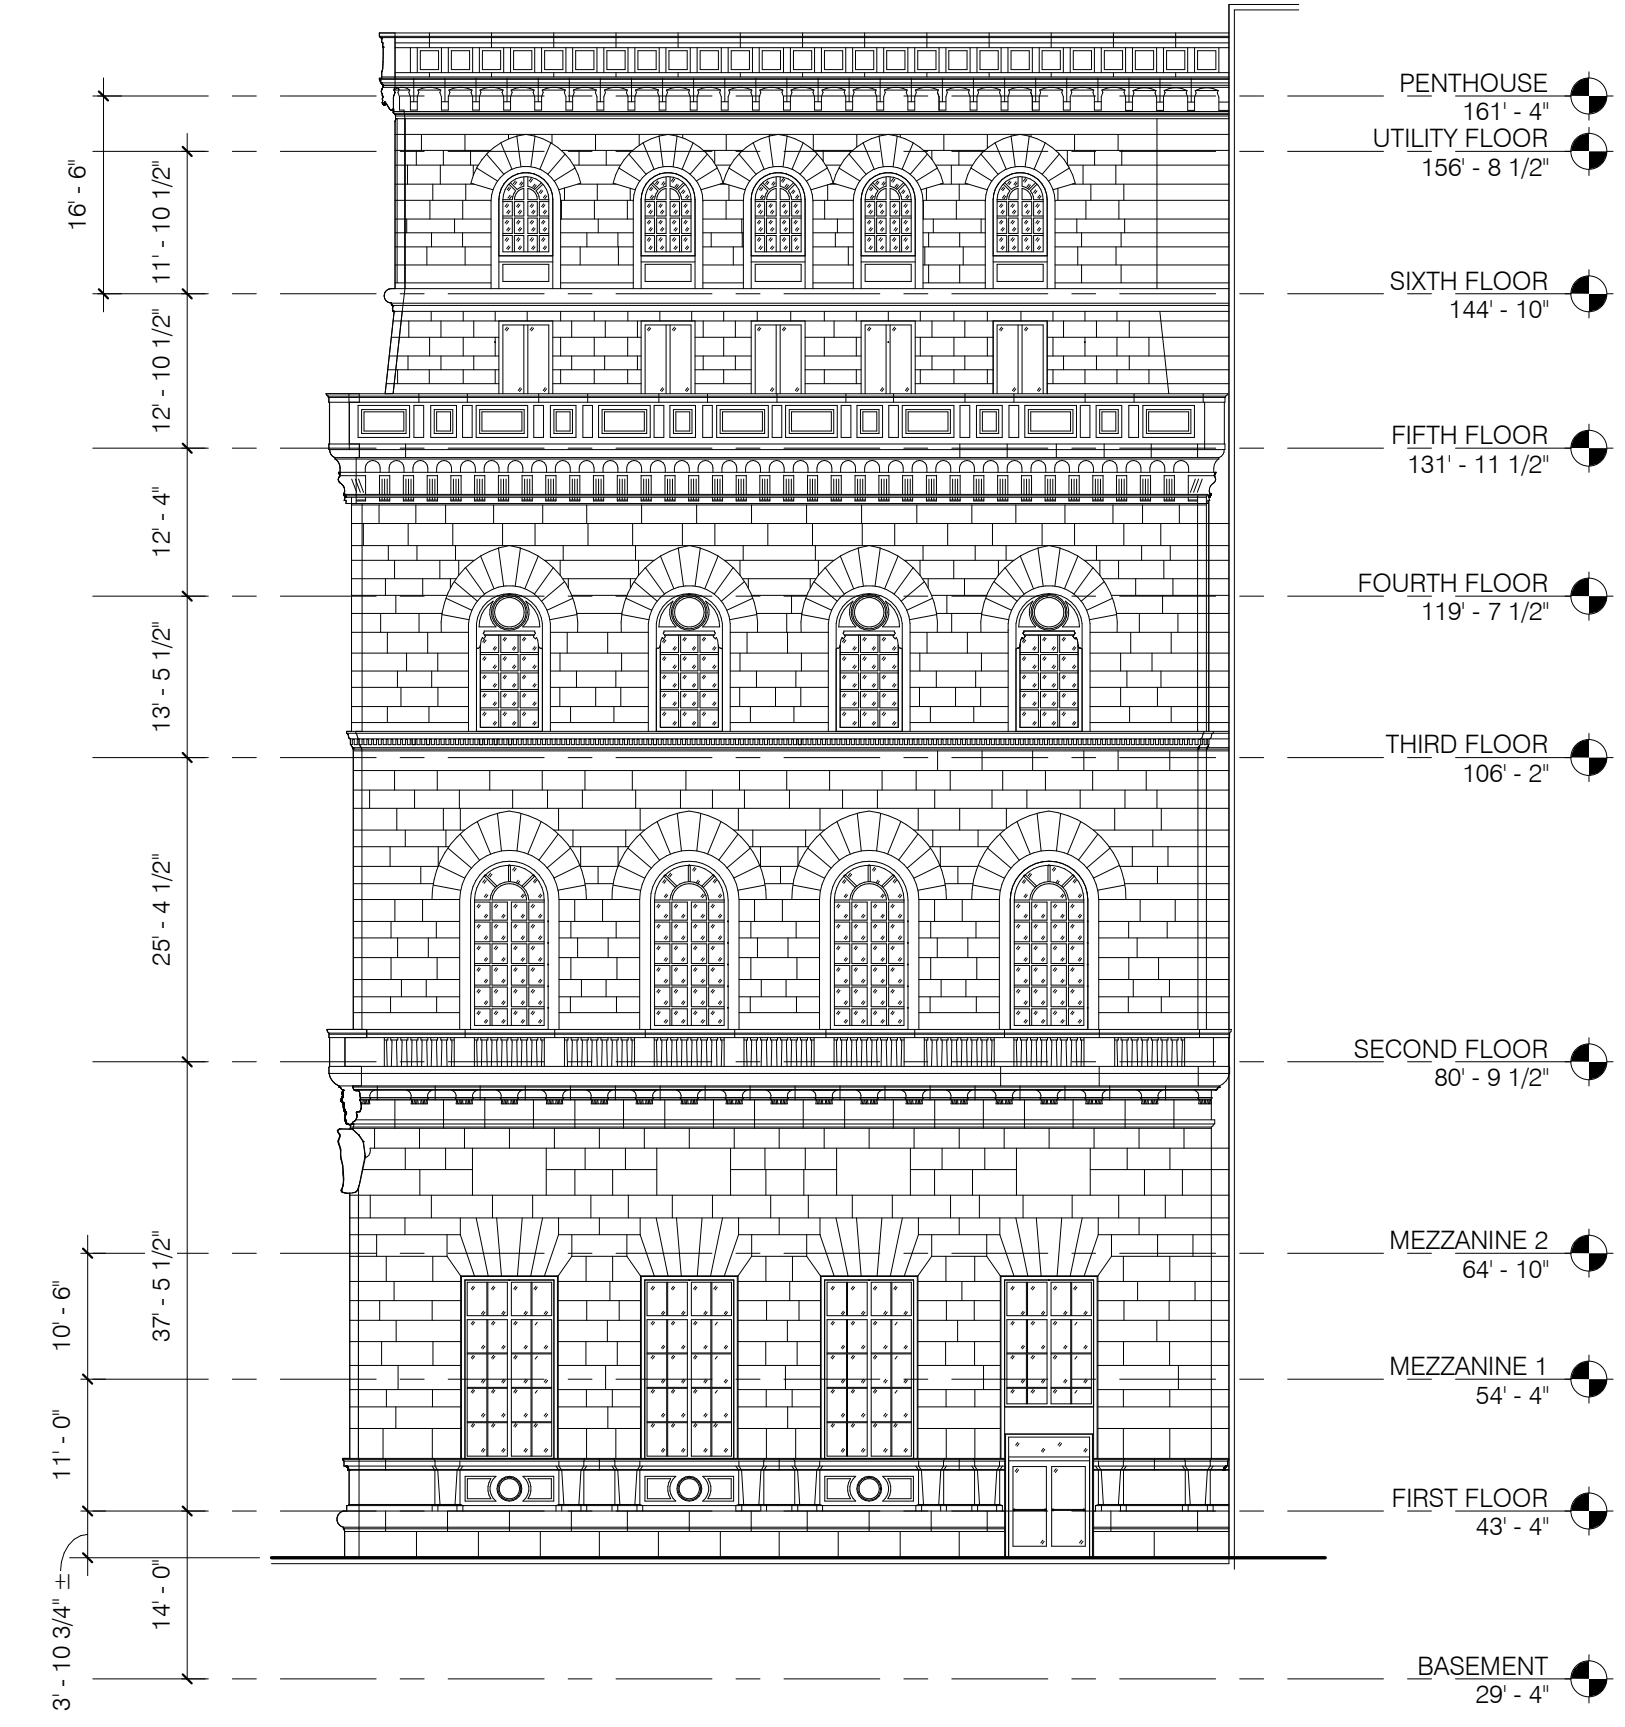 PENTHOUSE
161' - 4"
UTILITY FLOOR
156' - 8 1/2"
SIXTH FLOOR
144' - 10"
FIFTH FLOOR
131' - 11 1/2"
FOURTH FLOOR
119' - 7 1/2"
THIRD FLOOR
106' - 2"
SECOND FLOOR
80' - 9 1/2"
MEZZANINE 2
64' - 10"
MEZZANINE 1
54' - 4"
FIRST FLOOR
43' - 4"
BASEMENT
29' - 4"
16' - 6"
11' - 10 1/2"
12' - 10 1/2"
12' - 4"
13' - 5 1/2"
25' - 4 1/2"
37' - 5 1/2"
10' - 6"
11' - 0"
14' - 0"
3' - 10 3/4" ±